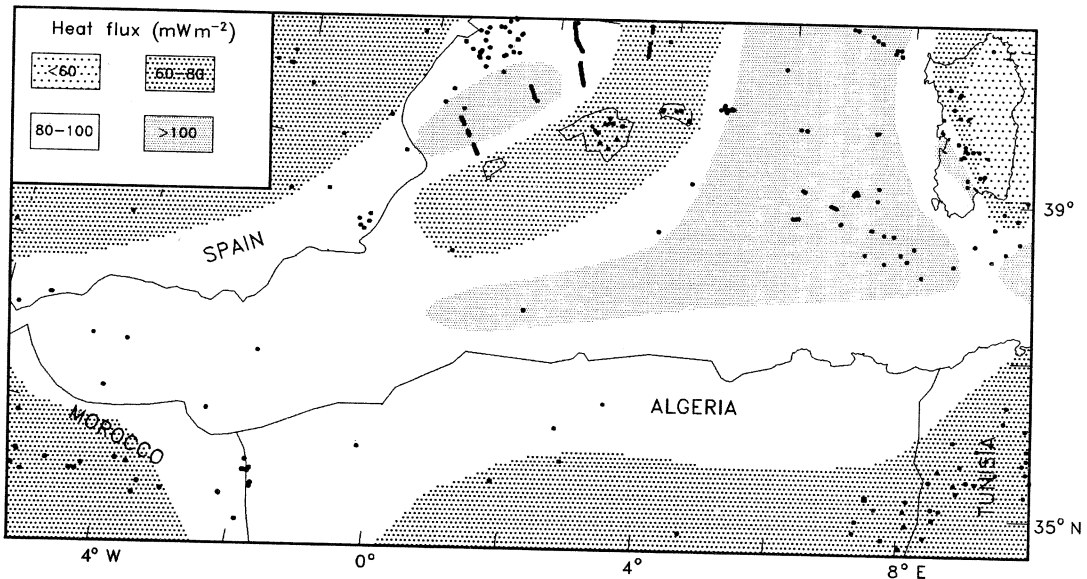 Heat flux (mWm⁻²)
<60
60-80
80-100
>100
SPAIN
39°
MOROCCO
ALGERIA
TUNISIA
35° N
4° W
0°
4°
8° E